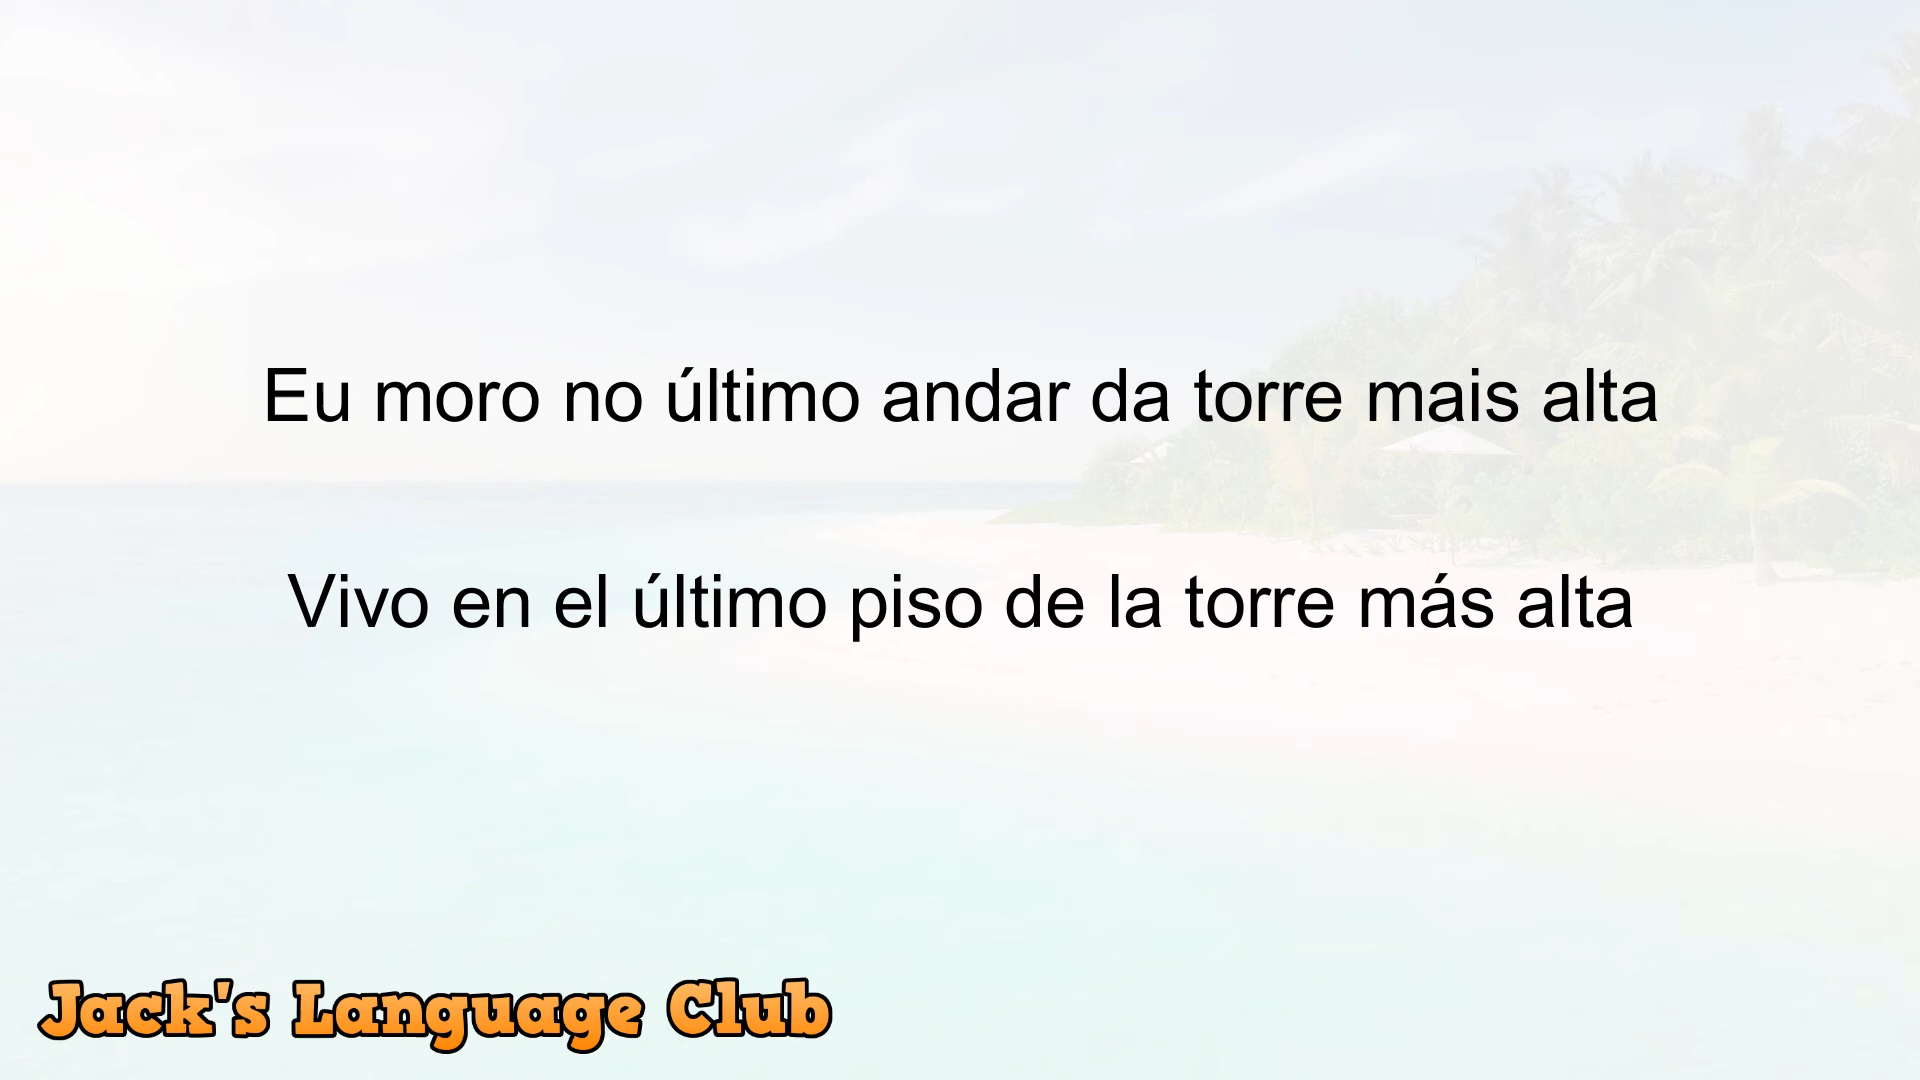 Eu moro no último andar da torre mais alta
Vivo en el último piso de la torre más alta
Jack's Language Club